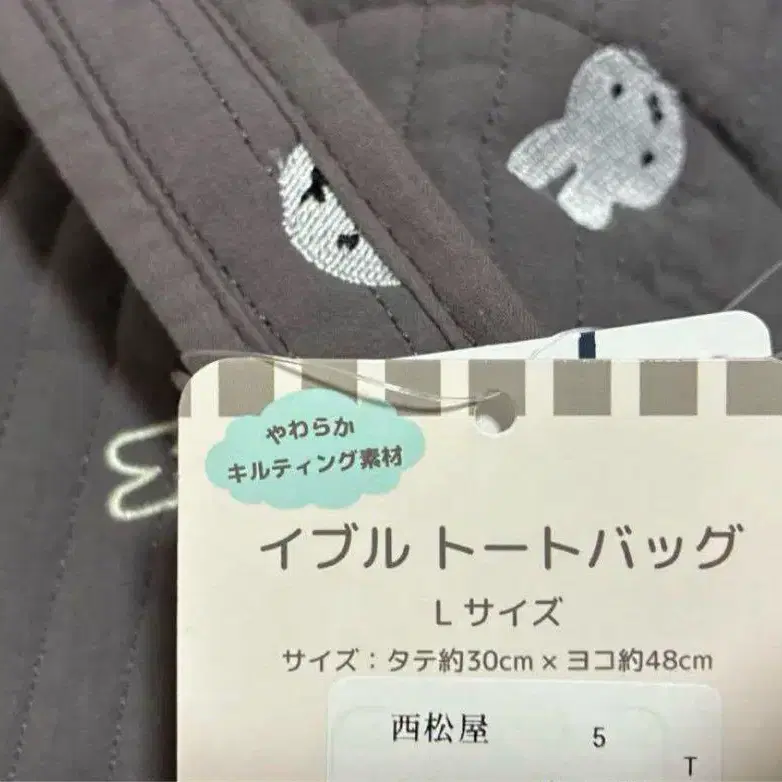 やわらか
キルティング素材
イブル トートバッグ
L サイズ
サイズ：タテ約30cm × ヨコ約48cm
西松屋 5
T